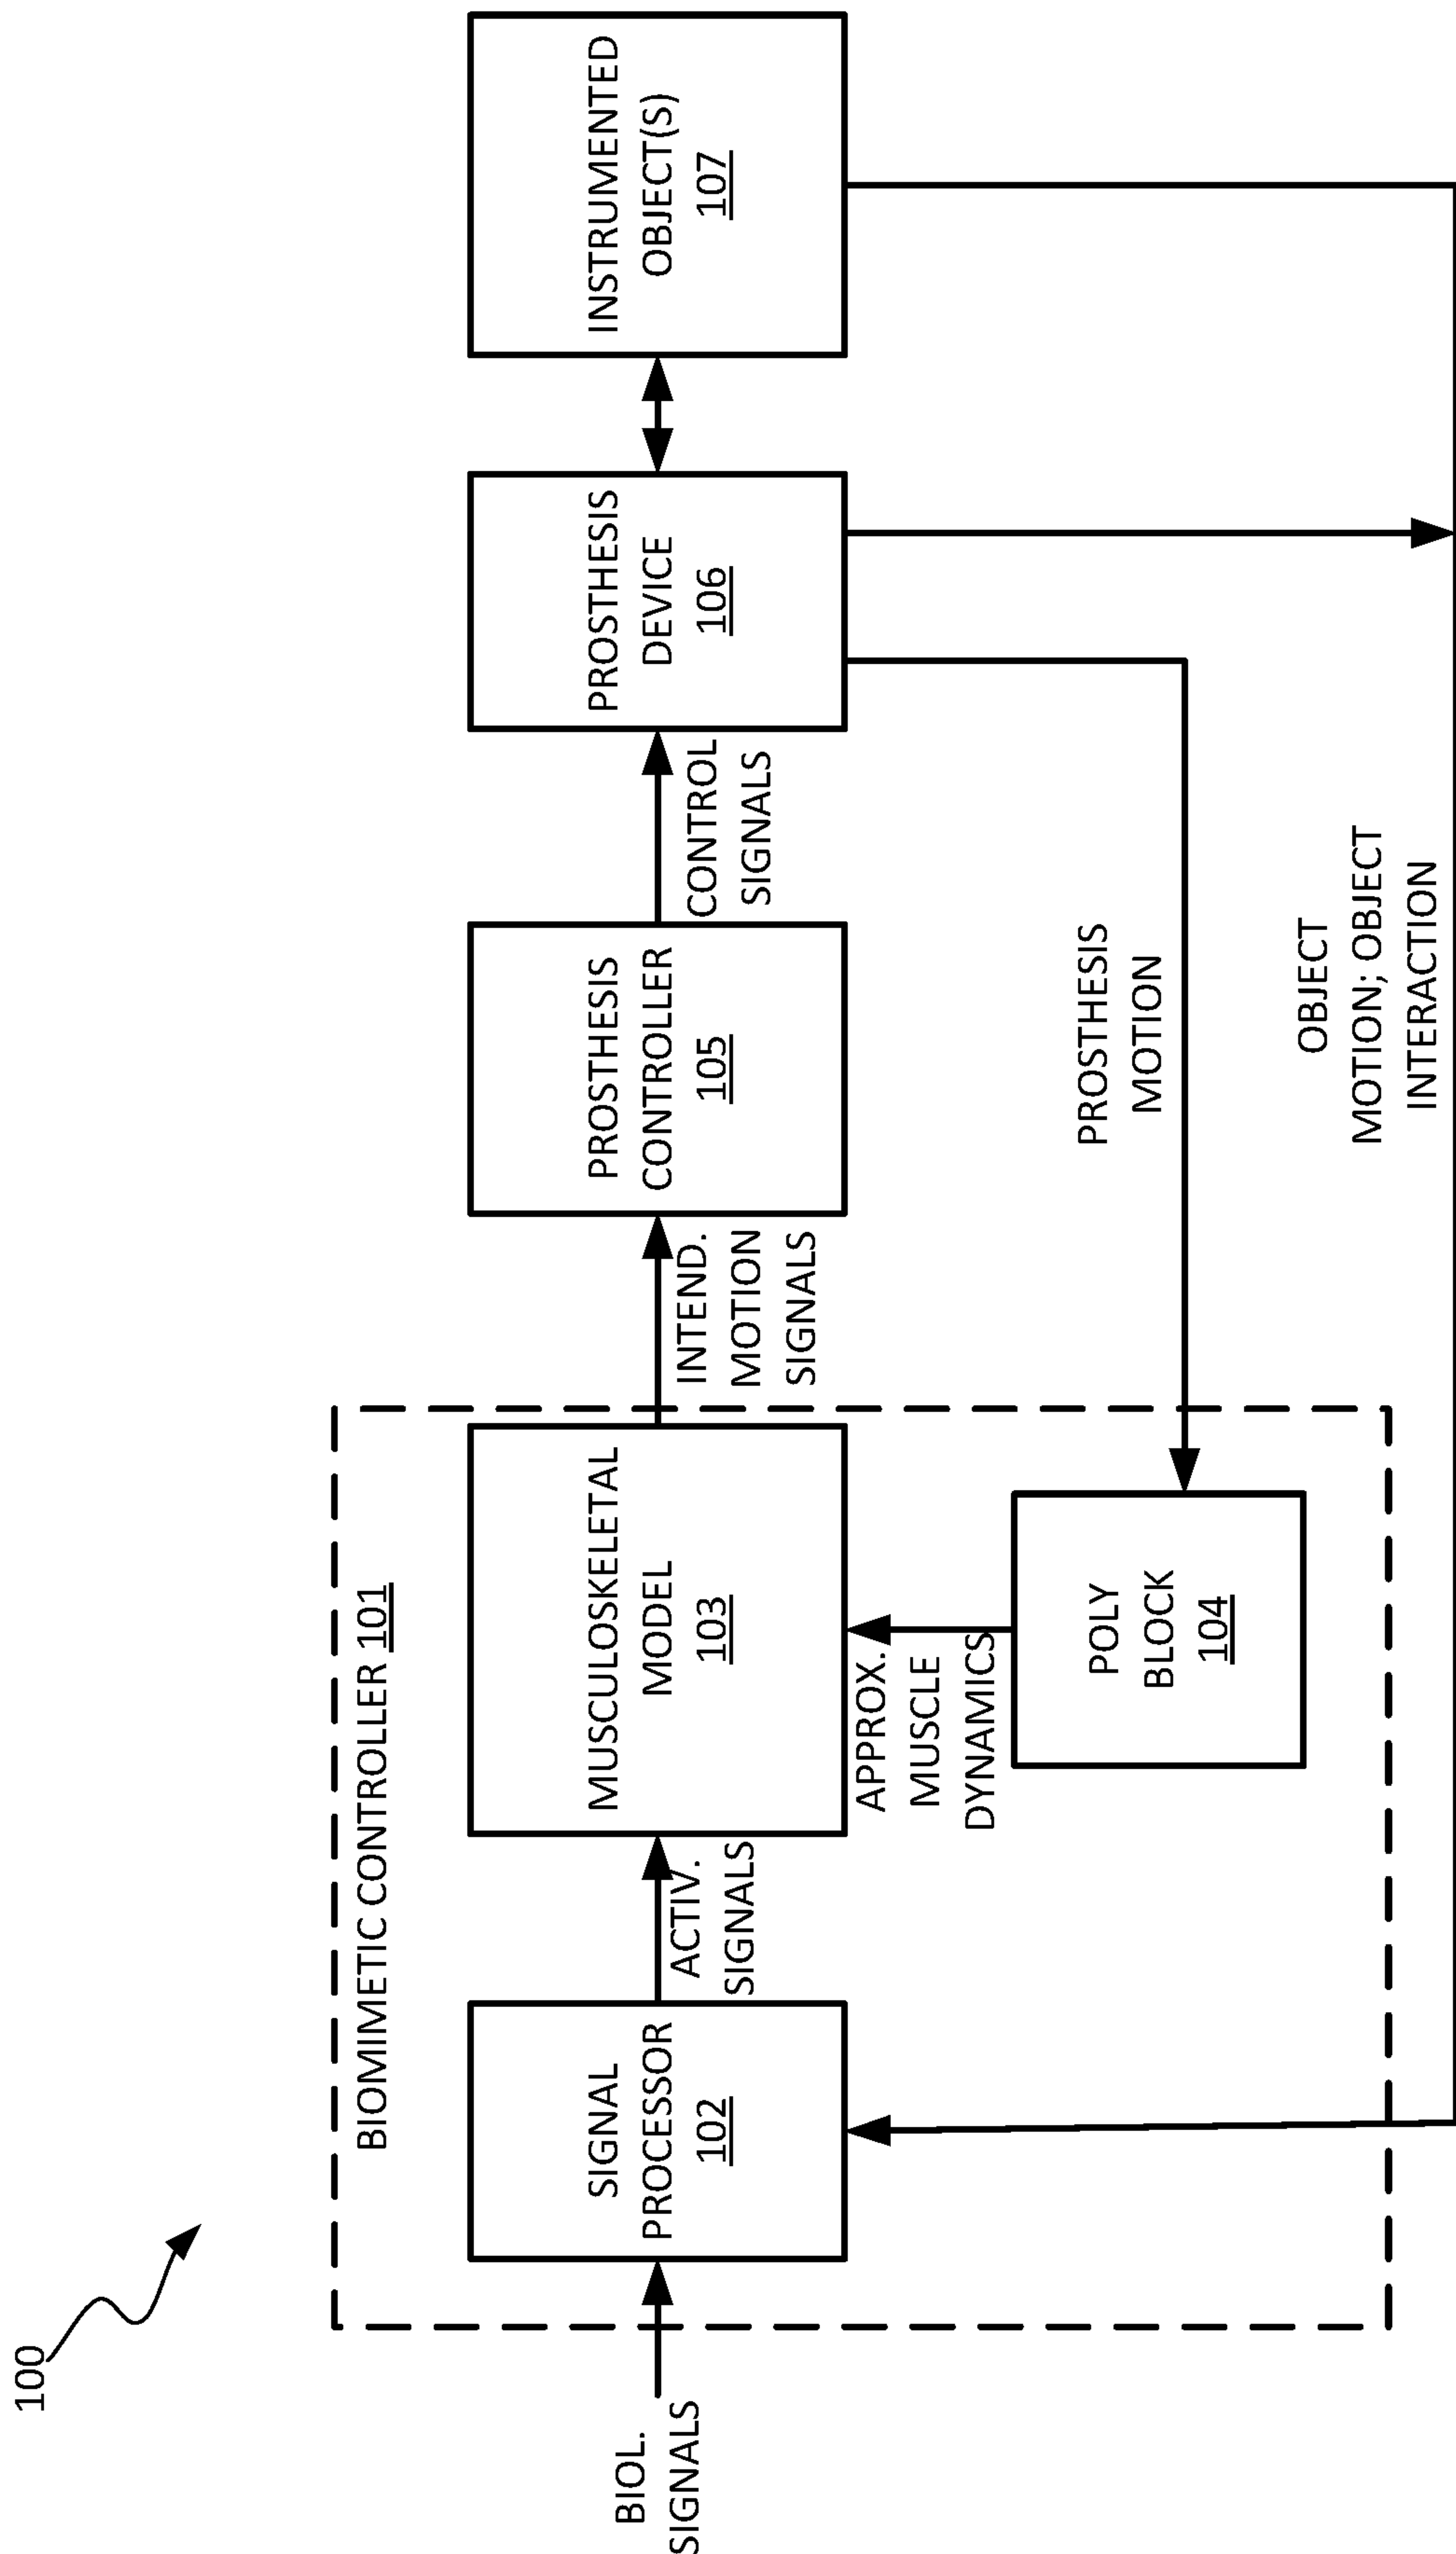 100
BIOMIMETIC CONTROLLER 101
BIOL.
SIGNALS
SIGNAL
PROCESSOR
102
ACTIV.
SIGNALS
MUSCULOSKELETAL
MODEL
103
APPROX.
MUSCLE
DYNAMICS
POLY
BLOCK
104
INTEND.
MOTION
SIGNALS
PROSTHESIS
CONTROLLER
105
CONTROL
SIGNALS
PROSTHESIS
DEVICE
106
INSTRUMENTED
OBJECT(S)
107
PROSTHESIS
MOTION
OBJECT
MOTION; OBJECT
INTERACTION